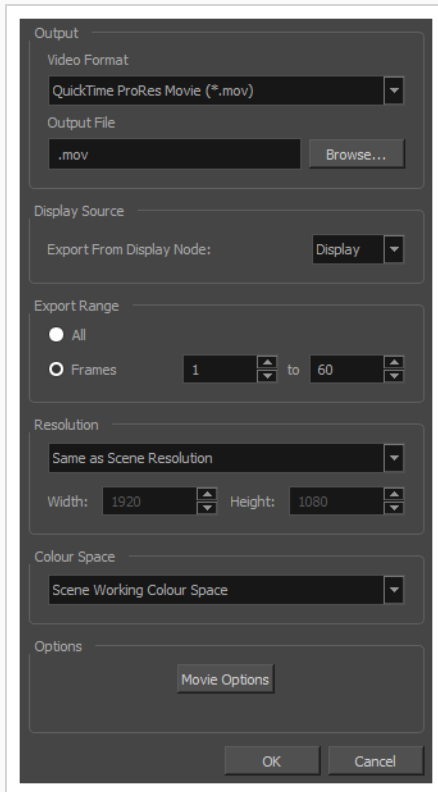 Output
Video Format
QuickTime ProRes Movie (*.mov)
Output File
.mov Browse...
Display Source
Export From Display Node: Display
Export Range
All
Frames 1 to 60
Resolution
Same as Scene Resolution
Width: 1920 Height: 1080
Colour Space
Scene Working Colour Space
Options
Movie Options
OK Cancel